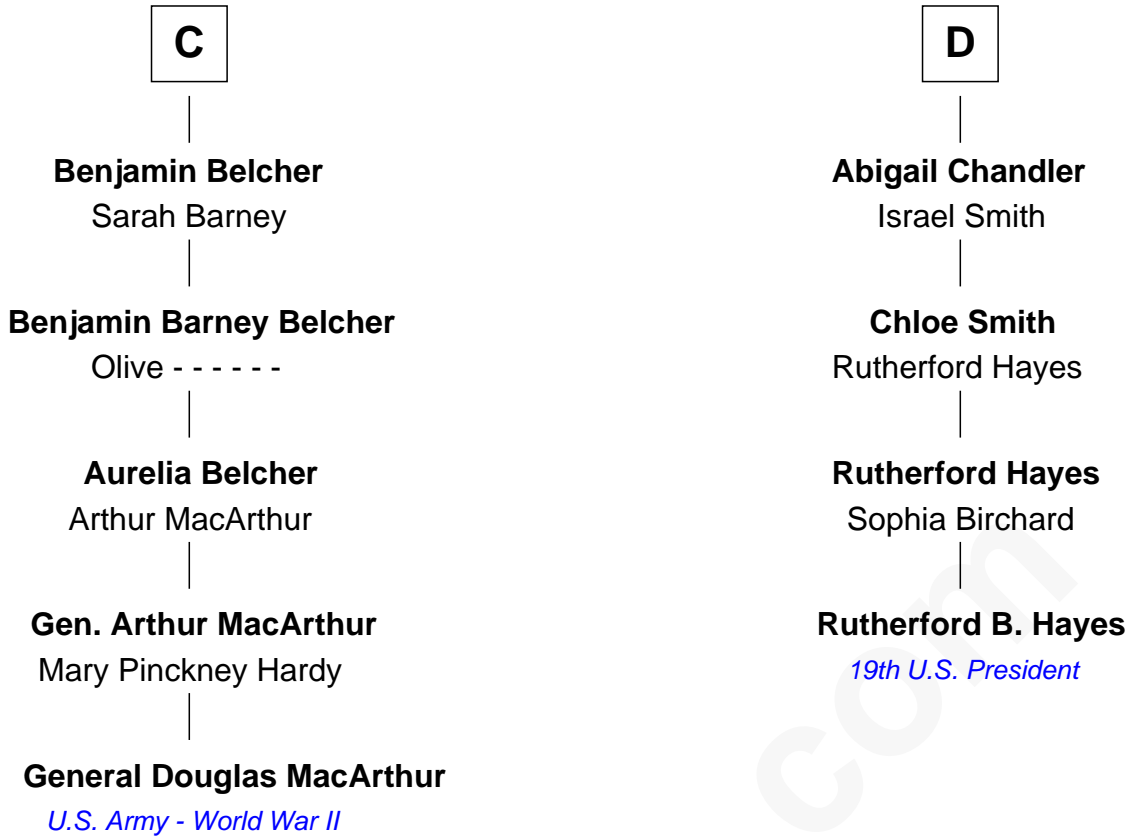 C
Benjamin Belcher
Sarah Barney
Benjamin Barney Belcher
Olive - - - - - -
Aurelia Belcher
Arthur MacArthur
Gen. Arthur MacArthur
Mary Pinckney Hardy
General Douglas MacArthur
U.S. Army - World War II
D
Abigail Chandler
Israel Smith
Chloe Smith
Rutherford Hayes
Rutherford Hayes
Sophia Birchard
Rutherford B. Hayes
19th U.S. President
com